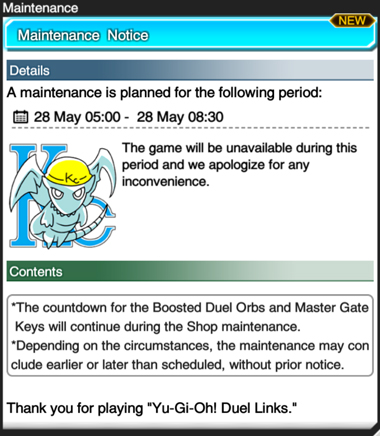 Maintenance
NEW
Maintenance Notice
Details
A maintenance is planned for the following period:
28 May 05:00 - 28 May 08:30
The game will be unavailable during this
period and we apologize for any
inconvenience.
Kc
KC
Contents
*The countdown for the Boosted Duel Orbs and Master Gate
Keys will continue during the Shop maintenance.
*Depending on the circumstances, the maintenance may con
clude earlier or later than scheduled, without prior notice.
Thank you for playing "Yu-Gi-Oh! Duel Links."